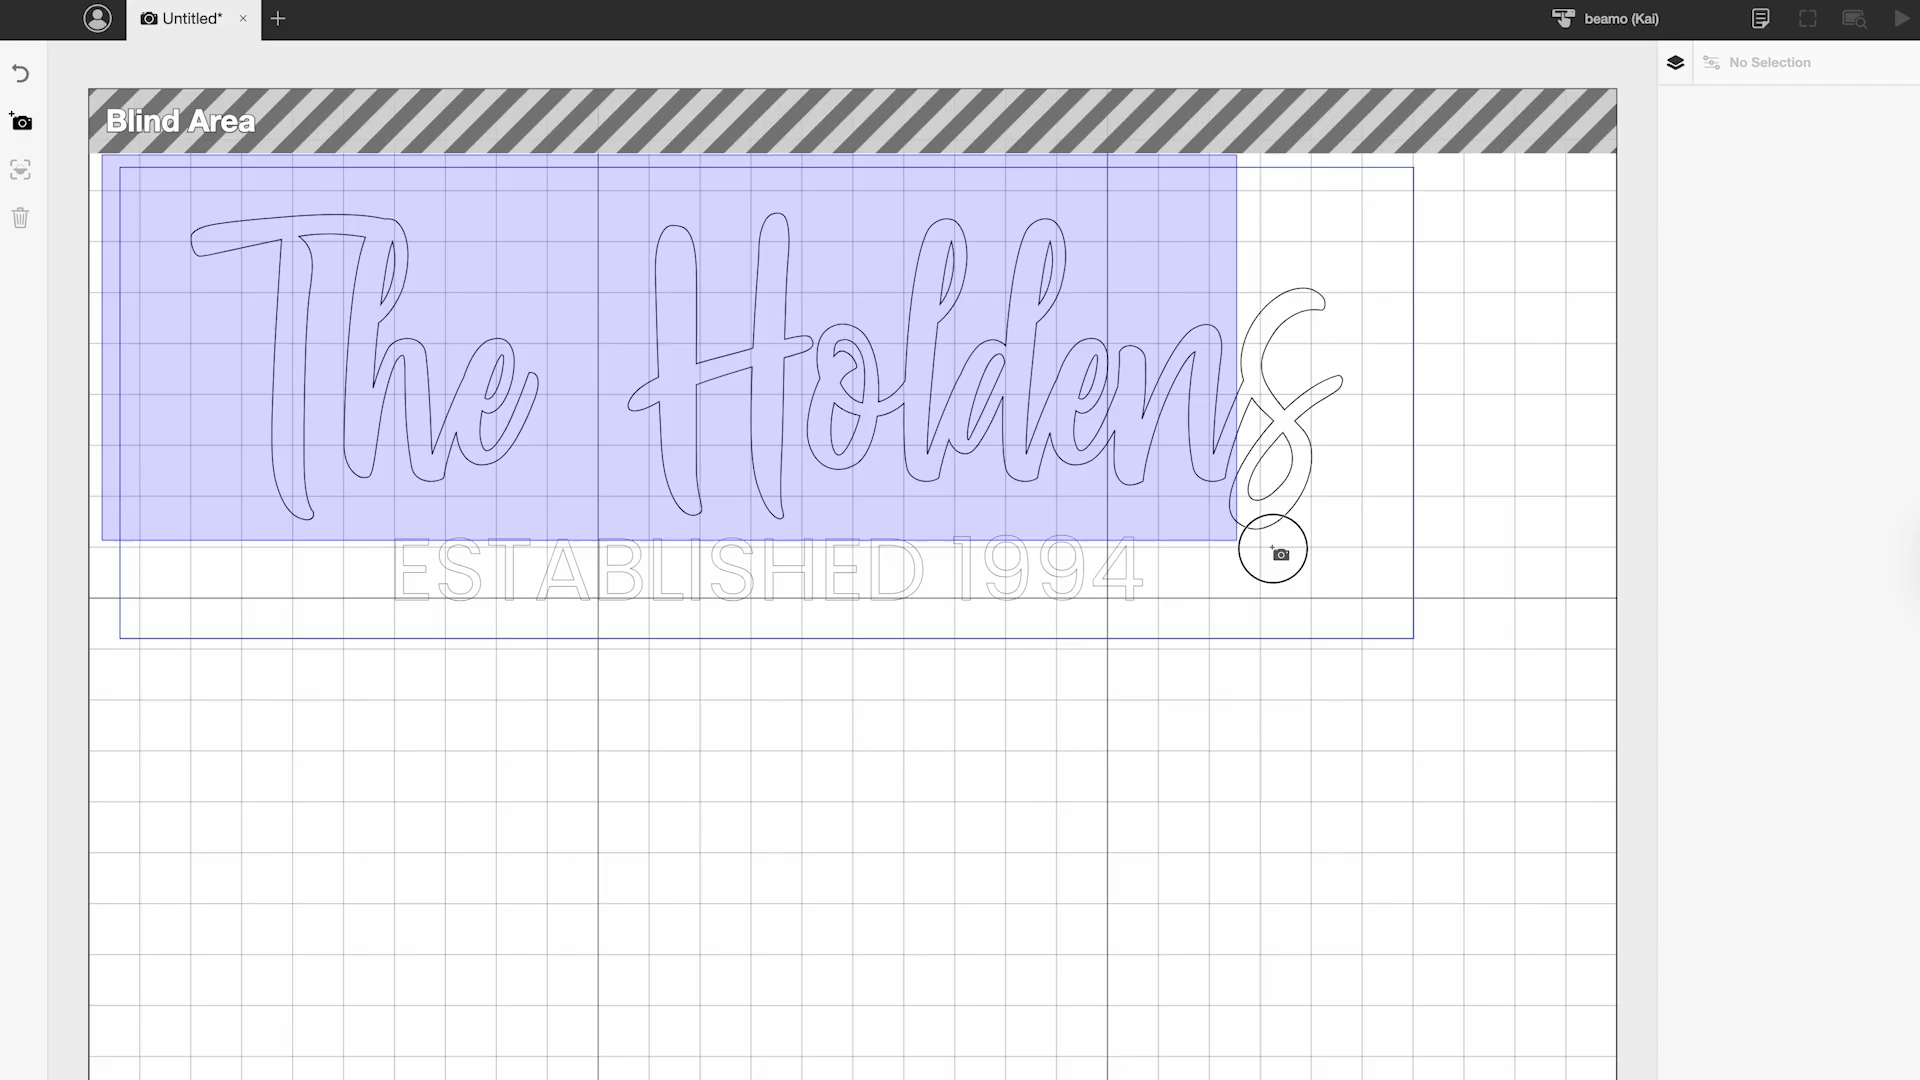 Untitled*
beamo (Kai)
No Selection
Blind Area
The Holdens
ESTABLISHED 1994